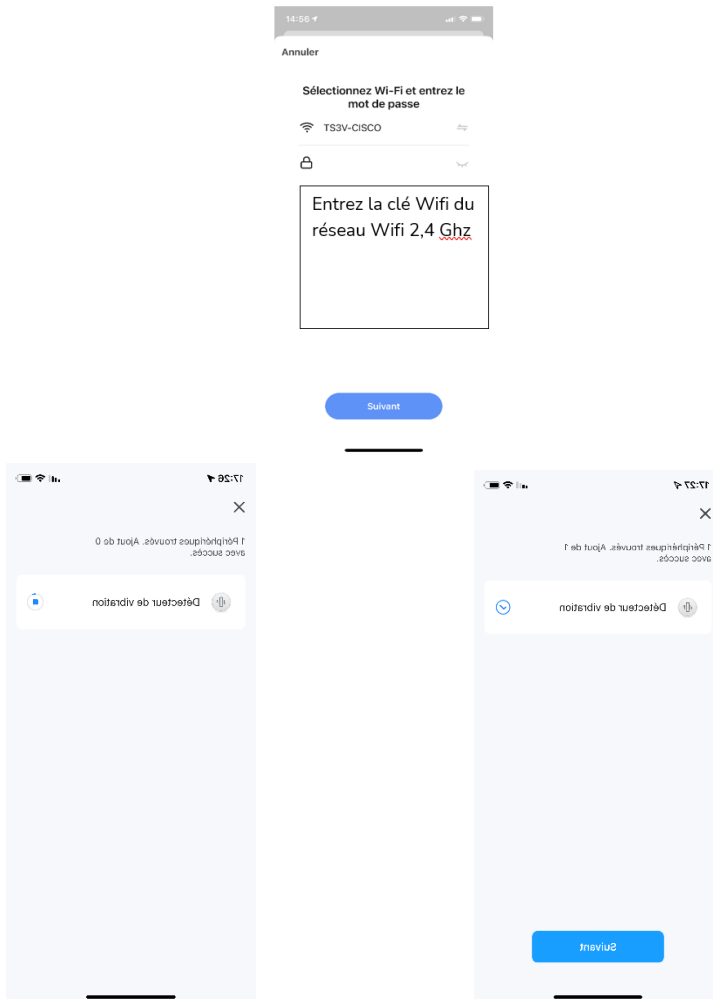 14:56
Annuler
Sélectionnez Wi-Fi et entrez le
mot de passe
TS3V-CISCO
Entrez la clé Wifi du
réseau Wifi 2,4 Ghz
Suivant
17:26
1 Périphériques trouvés. Ajout de 0
avec succès.
Détecteur de vibration
17:27
1 Périphériques trouvés. Ajout de 1
avec succès.
Détecteur de vibration
Suivant